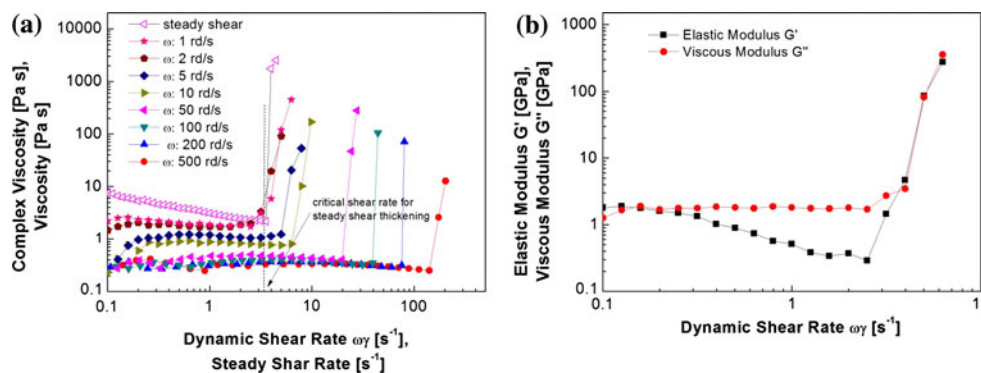 (a)
Complex Viscosity [Pa s],
Viscosity [Pa s]
10000
1000
100
10
1
0.1
steady shear
ω: 1 rd/s
ω: 2 rd/s
ω: 5 rd/s
ω: 10 rd/s
ω: 50 rd/s
ω: 100 rd/s
ω: 200 rd/s
ω: 500 rd/s
critical shear rate for
steady shear thickening
0.1 1 10 100
Dynamic Shear Rate ωγ [s⁻¹],
Steady Shar Rate [s⁻¹]
(b)
Elastic Modulus G' [GPa],
Viscous Modulus G'' [GPa]
1000
100
10
1
0.1
Elastic Modulus G'
Viscous Modulus G''
0.1 1 1
Dynamic Shear Rate ωγ [s⁻¹]